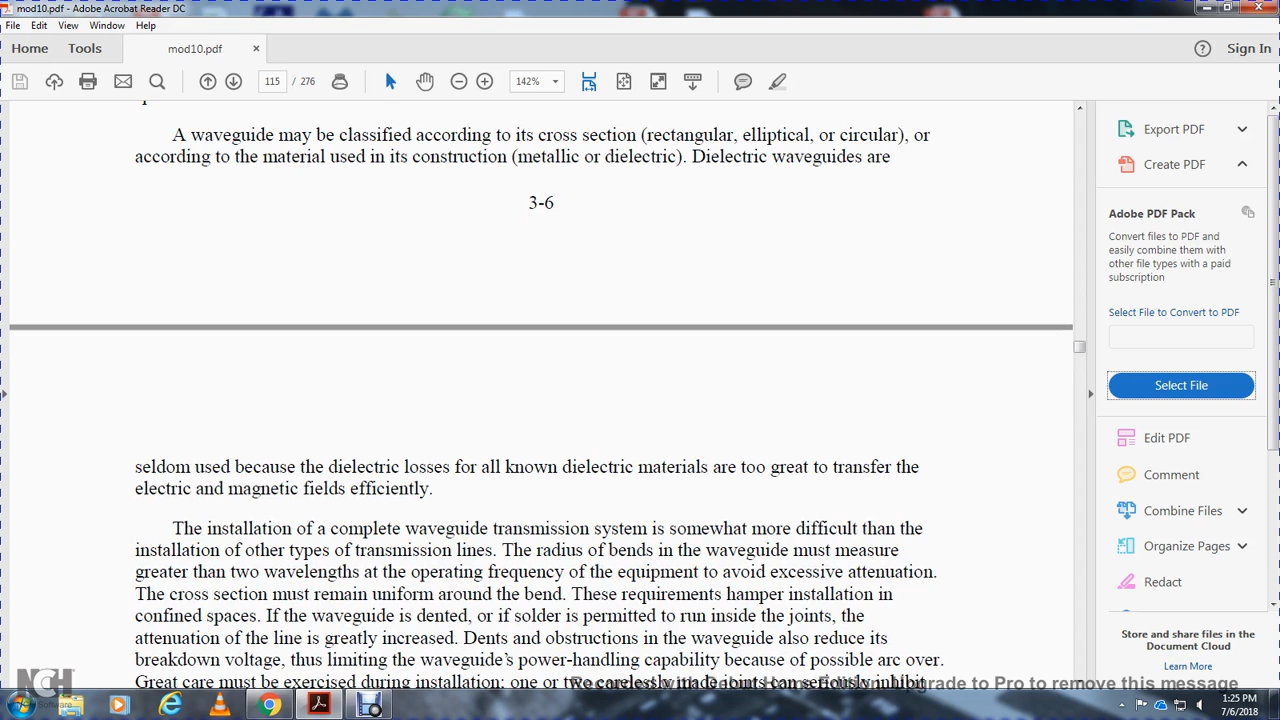 mod10.pdf - Adobe Acrobat Reader DC
File Edit View Window Help
Home Tools mod10.pdf × Sign In
115 / 276 142%
A waveguide may be classified according to its cross section (rectangular, elliptical, or circular), or
according to the material used in its construction (metallic or dielectric). Dielectric waveguides are
3-6
seldom used because the dielectric losses for all known dielectric materials are too great to transfer the
electric and magnetic fields efficiently.
The installation of a complete waveguide transmission system is somewhat more difficult than the
installation of other types of transmission lines. The radius of bends in the waveguide must measure
greater than two wavelengths at the operating frequency of the equipment to avoid excessive attenuation.
The cross section must remain uniform around the bend. These requirements hamper installation in
confined spaces. If the waveguide is dented, or if solder is permitted to run inside the joints, the
attenuation of the line is greatly increased. Dents and obstructions in the waveguide also reduce its
breakdown voltage, thus limiting the waveguide's power-handling capability because of possible arc over.
Great care must be exercised during installation; one or two carelessly made joints can seriously inhibit
Export PDF
Create PDF
Adobe PDF Pack
Convert files to PDF and
easily combine them with
other file types with a paid
subscription
Select File to Convert to PDF
Select File
Edit PDF
Comment
Combine Files
Organize Pages
Redact
Store and share files in the
Document Cloud
Learn More
NCH
Software
Upgrade to Pro to remove this message
1:25 PM
7/6/2018